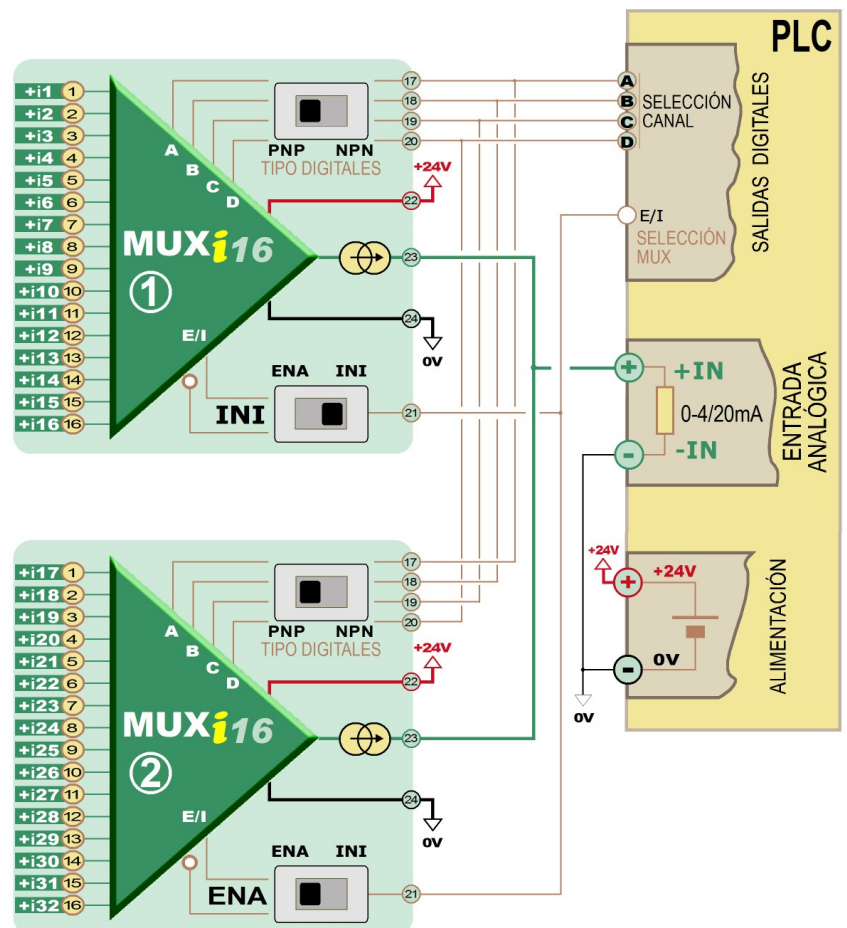 PLC
+i1 1
+i2 2
+i3 3
+i4 4
+i5 5
+i6 6
+i7 7
+i8 8
+i9 9
+i10 10
+i11 11
+i12 12
+i13 13
+i14 14
+i15 15
+i16 16
A
B
C
D
MUXi16
1
E/I
PNP NPN
TIPO DIGITALES
17
18
19
20
+24V
22
23
24
0V
ENA INI
INI
21
A
B
C
D
SELECCIÓN
CANAL
E/I
SELECCIÓN
MUX
SALIDAS DIGITALES
+
+IN
0-4/20mA
-
-IN
ENTRADA
ANALÓGICA
+24V
+
+24V
-
0V
0V
ALIMENTACIÓN
+i17 1
+i18 2
+i19 3
+i20 4
+i21 5
+i22 6
+i23 7
+i24 8
+i25 9
+i26 10
+i27 11
+i28 12
+i29 13
+i30 14
+i31 15
+i32 16
A
B
C
D
MUXi16
2
E/I
PNP NPN
TIPO DIGITALES
17
18
19
20
+24V
22
23
24
0V
ENA INI
ENA
21